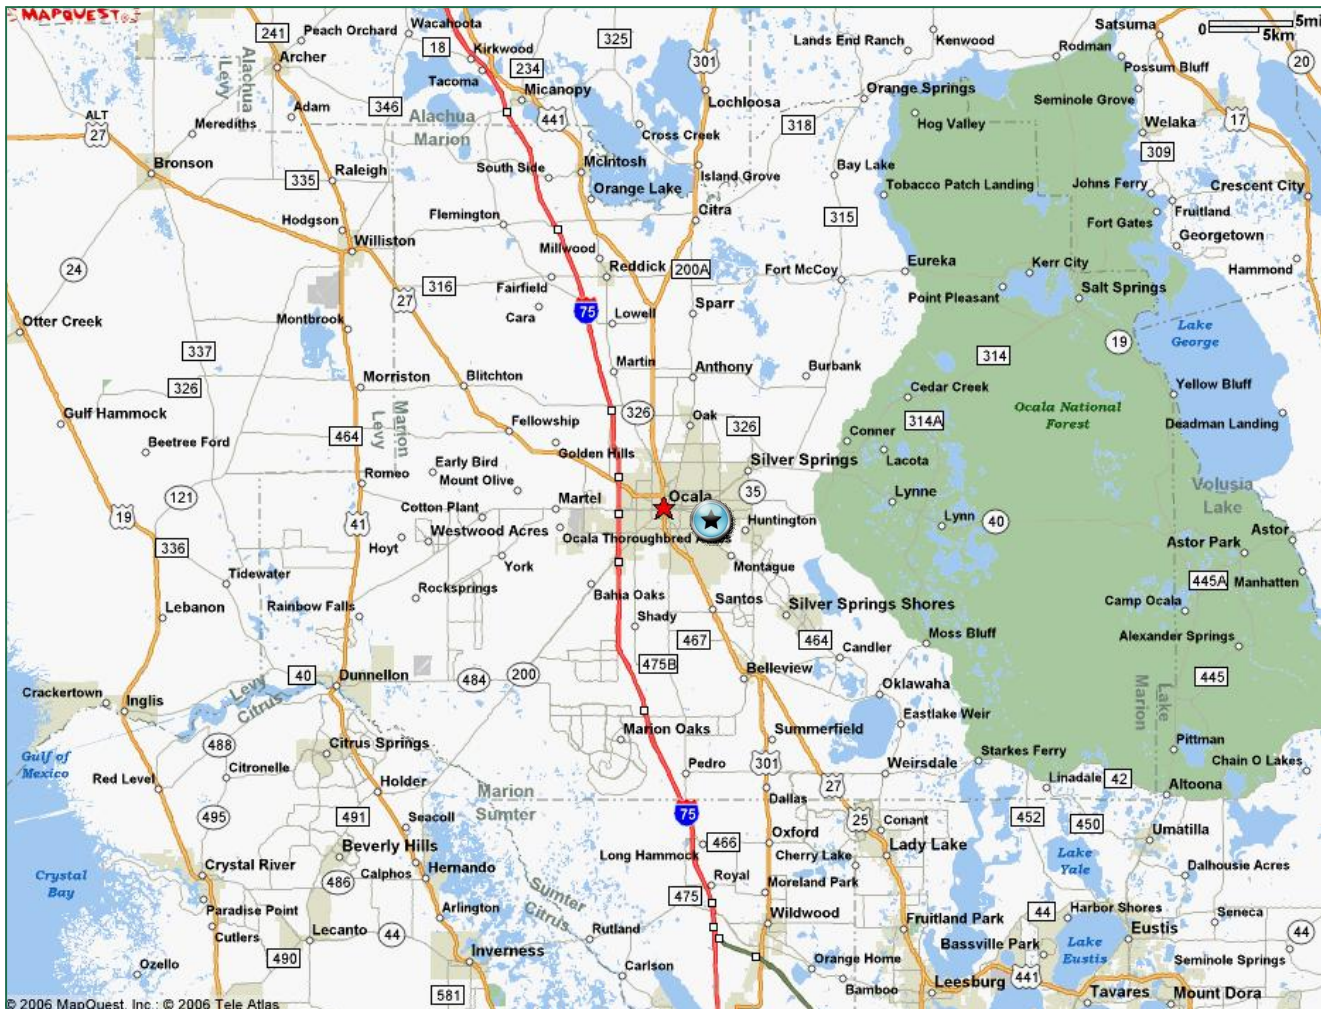 MAPQUEST
Wacahoota
241
Peach Orchard
18
Kirkwood
325
Lands End Ranch
Kenwood
Satsuma
0
5mi
5km
Rodman
Archer
Alachua
Levy
Tacoma
234
301
Possum Bluff
20
Adam
346
Micanopy
Lochloosa
Orange Springs
Seminole Grove
ALT
27
Merediths
Alachua
Marion
441
Cross Creek
318
Hog Valley
Welaka
17
Bronson
Raleigh
South Side
McIntosh
Island Grove
Bay Lake
309
335
Orange Lake
Tobacco Patch Landing
Johns Ferry
Crescent City
Hodgson
Flemington
Citra
315
Fort Gates
Fruitland
Williston
Millwood
Georgetown
24
Reddick
200A
Fort McCoy
Eureka
Kerr City
Hammond
27
316
Fairfield
Point Pleasant
Salt Springs
Cara
75
Sparr
Otter Creek
Montbrook
Lowell
Lake
George
337
19
314
326
Morriston
Blitchton
Martin
Anthony
Burbank
Cedar Creek
Yellow Bluff
Gulf Hammock
Marion
Levy
Fellowship
326
Oak
326
314A
Ocala National
Forest
Deadman Landing
Beetree Ford
464
Golden Hills
Conner
Early Bird
Silver Springs
Lacota
Romeo
Mount Olive
35
Volusia
Lake
121
Martel
Ocala
Lynne
19
41
Cotton Plant
Huntington
Lynn
40
Astor
336
Westwood Acres
Ocala Thoroughbred
Hoyt
Astor Park
York
Montague
Tidewater
Rocksprings
445A
Manhatten
Rainbow Falls
Bahia Oaks
Santos
Silver Springs Shores
Camp Ocala
Lebanon
Shady
467
464
Moss Bluff
Alexander Springs
475B
Candler
40
Dunnellon
484
200
Belleview
445
Crackertown
Levy
Citrus
Oklawaha
Marion
Lake
Inglis
Eastlake Weir
488
Marion Oaks
Summerfield
Pittman
Gulf of
Mexico
Citrus Springs
Starkes Ferry
Chain O Lakes
Citronelle
301
Pedro
Weirsdale
Red Level
Holder
Linadale
42
Marion
Sumter
Dallas
27
Altoona
495
491
75
25
Conant
452
450
Seacoll
Umatilla
Beverly Hills
466
Oxford
Long Hammock
Cherry Lake
Lady Lake
Lake
Yale
Crystal River
Calphos
Hernando
Dalhousie Acres
Crystal
Bay
486
Royal
Sumter
Citrus
475
Moreland Park
Paradise Point
Arlington
44
Harbor Shores
Wildwood
Fruitland Park
Seneca
Cutlers
Lecanto
44
Rutland
Bassville Park
Lake
Eustis
Eustis
44
490
Inverness
Orange Home
Ozello
Carlson
441
Seminole Springs
Leesburg
Bamboo
581
Tavares
Mount Dora
© 2006 MapQuest, Inc.; © 2006 Tele Atlas